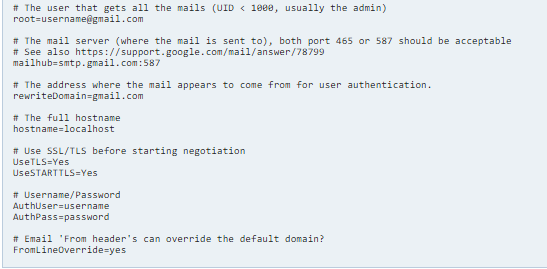 # The user that gets all the mails (UID < 1000, usually the admin)
root=username@gmail.com
# The mail server (where the mail is sent to), both port 465 or 587 should be acceptable
# See also https://support.google.com/mail/answer/78799
mailhub=smtp.gmail.com:587
# The address where the mail appears to come from for user authentication.
rewriteDomain=gmail.com
# The full hostname
hostname=localhost
# Use SSL/TLS before starting negotiation
UseTLS=Yes
UseSTARTTLS=Yes
# Username/Password
AuthUser=username
AuthPass=password
# Email 'From header's can override the default domain?
FromLineOverride=yes